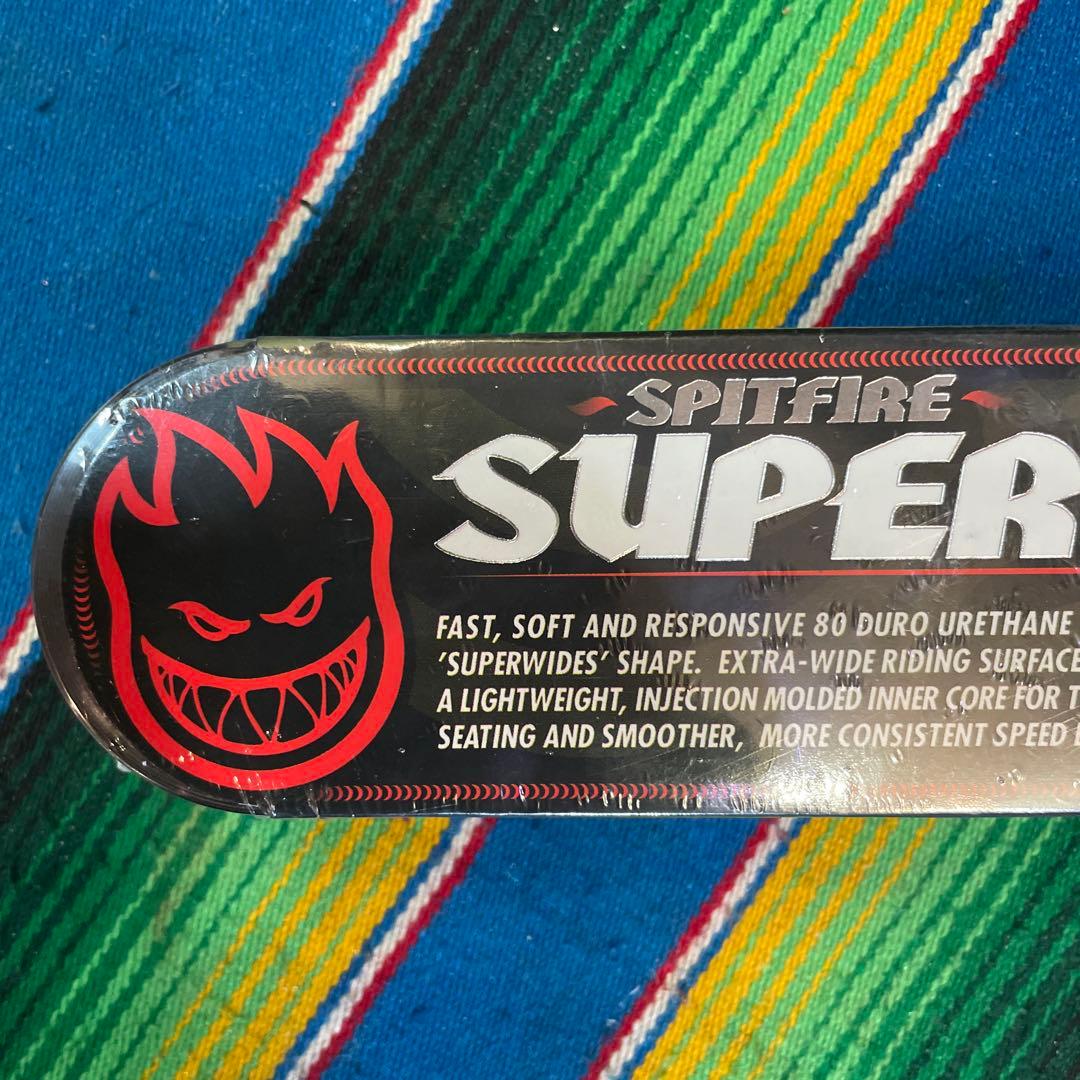 SPITFIRE
SUPER
FAST, SOFT AND RESPONSIVE 80 DURO URETHANE
'SUPERWIDES' SHAPE. EXTRA-WIDE RIDING SURFACE
A LIGHTWEIGHT, INJECTION MOLDED INNER CORE FOR T
SEATING AND SMOOTHER, MORE CONSISTENT SPEED